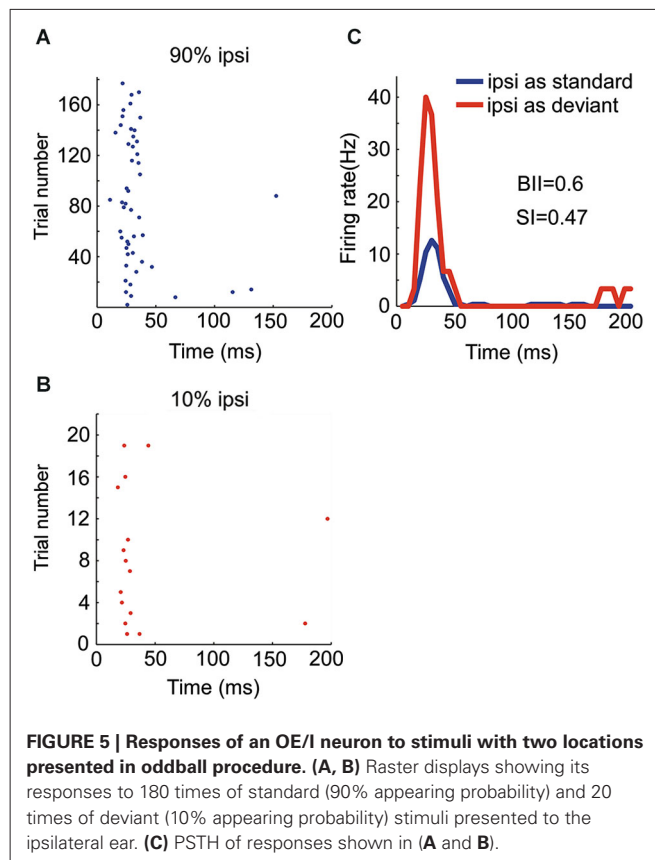 A
90% ipsi
Trial number
160
120
80
40
0
50
100
150
200
Time (ms)
C
ipsi as standard
ipsi as deviant
Firing rate(Hz)
40
30
20
10
0
BII=0.6
SI=0.47
0
50
100
150
200
Time (ms)
B
10% ipsi
Trial number
20
16
12
8
4
0
0
50
100
150
200
Time (ms)
FIGURE 5 | Responses of an OE/I neuron to stimuli with two locations
presented in oddball procedure. (A, B) Raster displays showing its
responses to 180 times of standard (90% appearing probability) and 20
times of deviant (10% appearing probability) stimuli presented to the
ipsilateral ear. (C) PSTH of responses shown in (A and B).